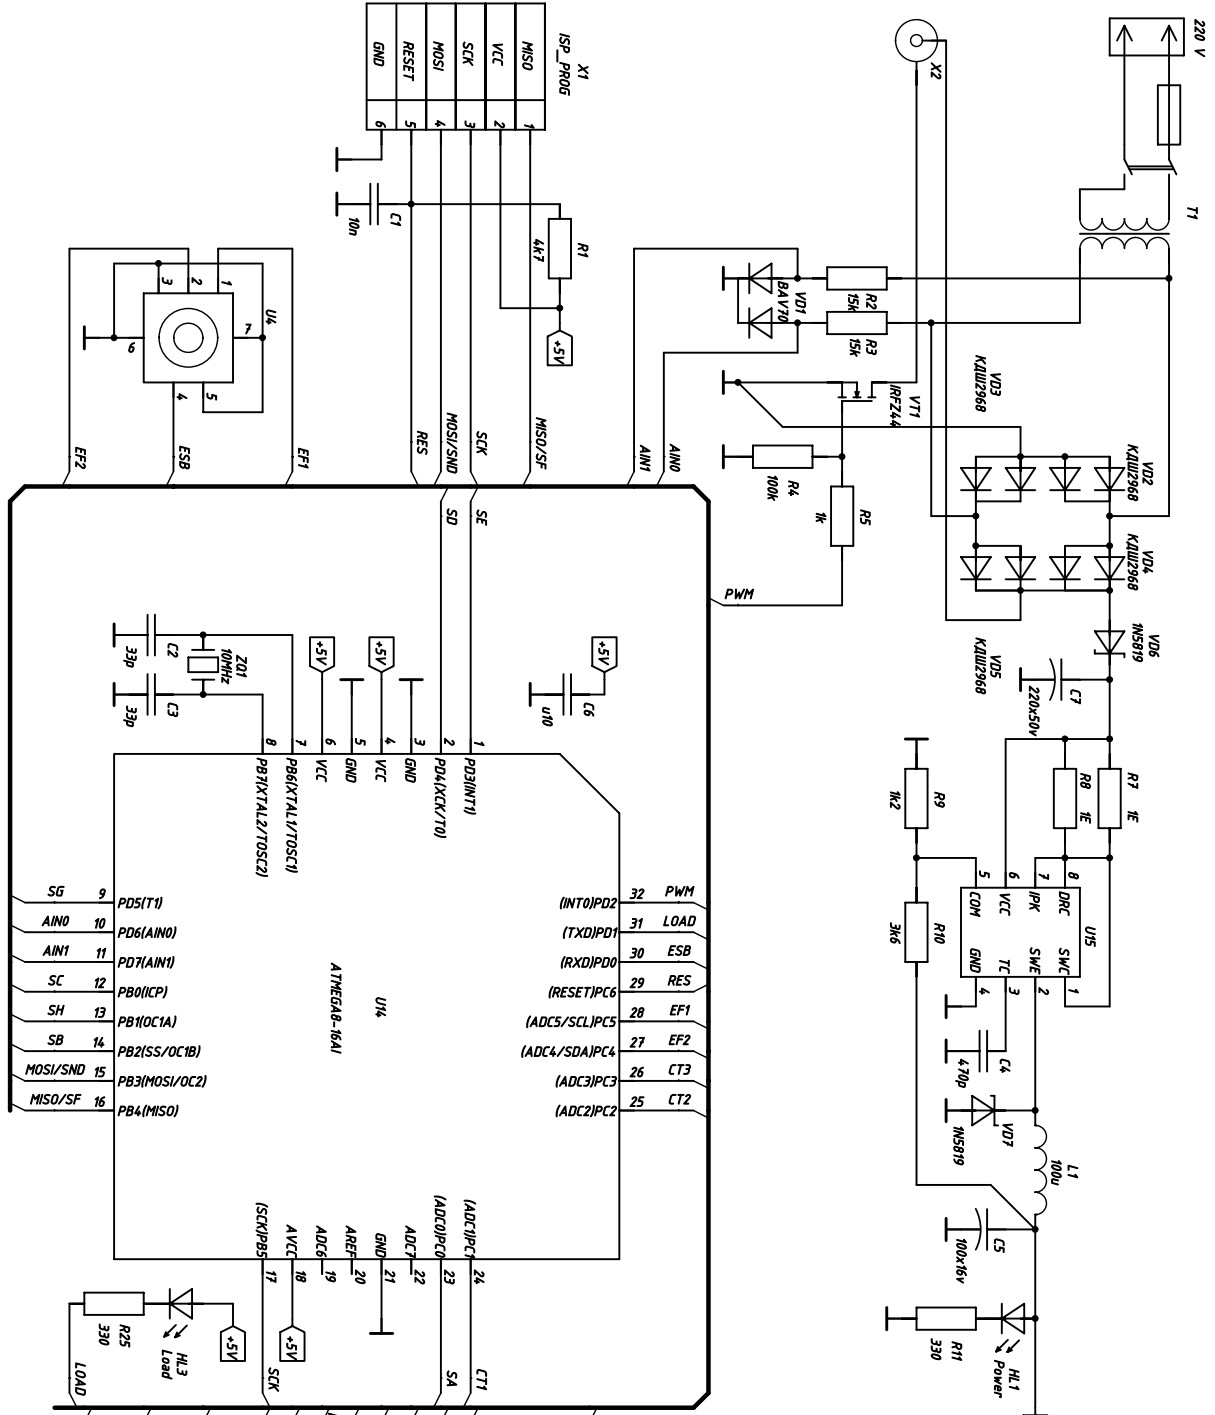 220 V
T1
X2
X1
ISP_PROG
MISO 1
VCC 2
SCK 3
MOSI 4
RESET 5
GND 6
C1
10n
R1
4k7
+5V
U4
1
2
3
4
5
6
7
EF2
ESB
EF1
RES
MOSI/SND
SCK
MISO/SF
AIN1
AIN0
VD1
BAV70
R2
15k
R3
15k
VT1
IRFZ44
R4
100k
R5
1k
PWM
VD3
КДШ2968
VD2
КДШ2968
VD4
КДШ2968
VD5
КДШ2968
VD6
1N5819
C7
220x50v
R7
1E
R8
1E
R9
1k2
R10
3k6
U15
5 COM
6 VCC
7 IPK
8 DRC
GND 4
TC 3
SWE 2
SWC 1
C4
470p
VD7
1N5819
L1
100u
C5
100x16v
R11
330
HL1
Power
SD
SE
C2
33p
ZQ1
10MHz
C3
33p
+5V
+5V
+5V
C6
u10
8 PB7(XTAL2/TOSC2)
7 PB6(XTAL1/TOSC1)
6 VCC
5 GND
4 VCC
3 GND
2 PD4(XCK/T0)
1 PD3(INT1)
SG 9 PD5(T1)
AIN0 10 PD6(AIN0)
AIN1 11 PD7(AIN1)
SC 12 PB0(ICP)
SH 13 PB1(OC1A)
SB 14 PB2(SS/OC1B)
MOSI/SND 15 PB3(MOSI/OC2)
MISO/SF 16 PB4(MISO)
U14
ATMEGA8-16AI
(INT0)PD2 32 PWM
(TXD)PD1 31 LOAD
(RXD)PD0 30 ESB
(RESET)PC6 29 RES
(ADC5/SCL)PC5 28 EF1
(ADC4/SDA)PC4 27 EF2
(ADC3)PC3 26 CT3
(ADC2)PC2 25 CT2
(SCK)PB5 17
AVCC 18
ADC6 19
AREF 20
GND 21
ADC7 22
(ADC0)PC0 23
(ADC1)PC1 24
R25
330
HL3
Load
+5V
+5V
LOAD
SCK
SA
CT1